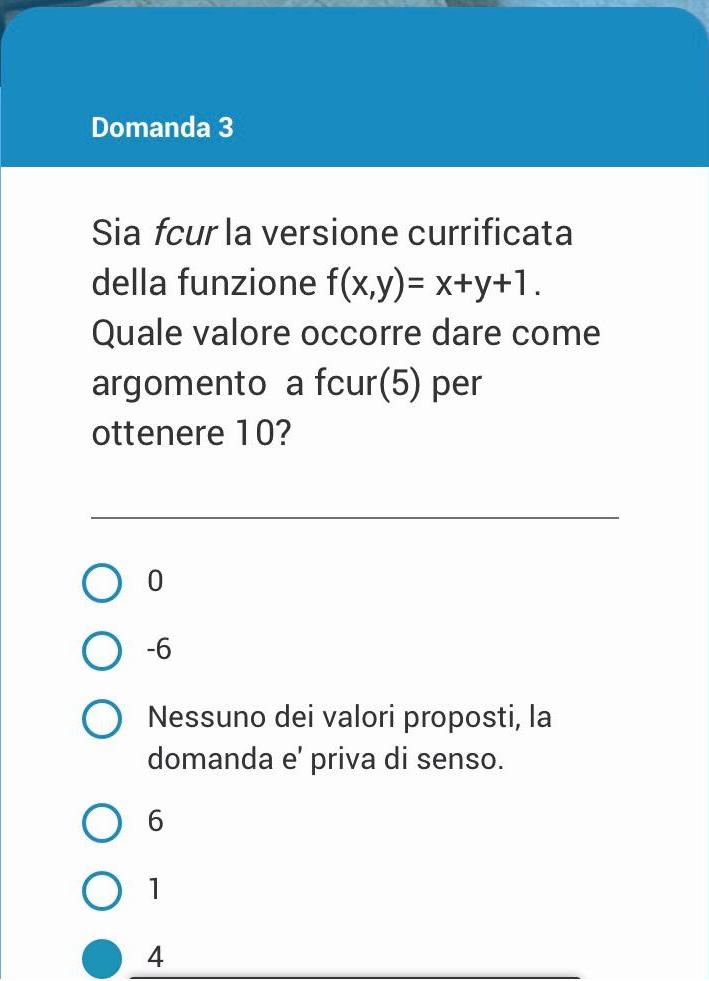 Domanda 3
Sia fcur la versione currificata
della funzione f(x,y)= x+y+1.
Quale valore occorre dare come
argomento a fcur(5) per
ottenere 10?
0
-6
Nessuno dei valori proposti, la
domanda e' priva di senso.
6
1
4